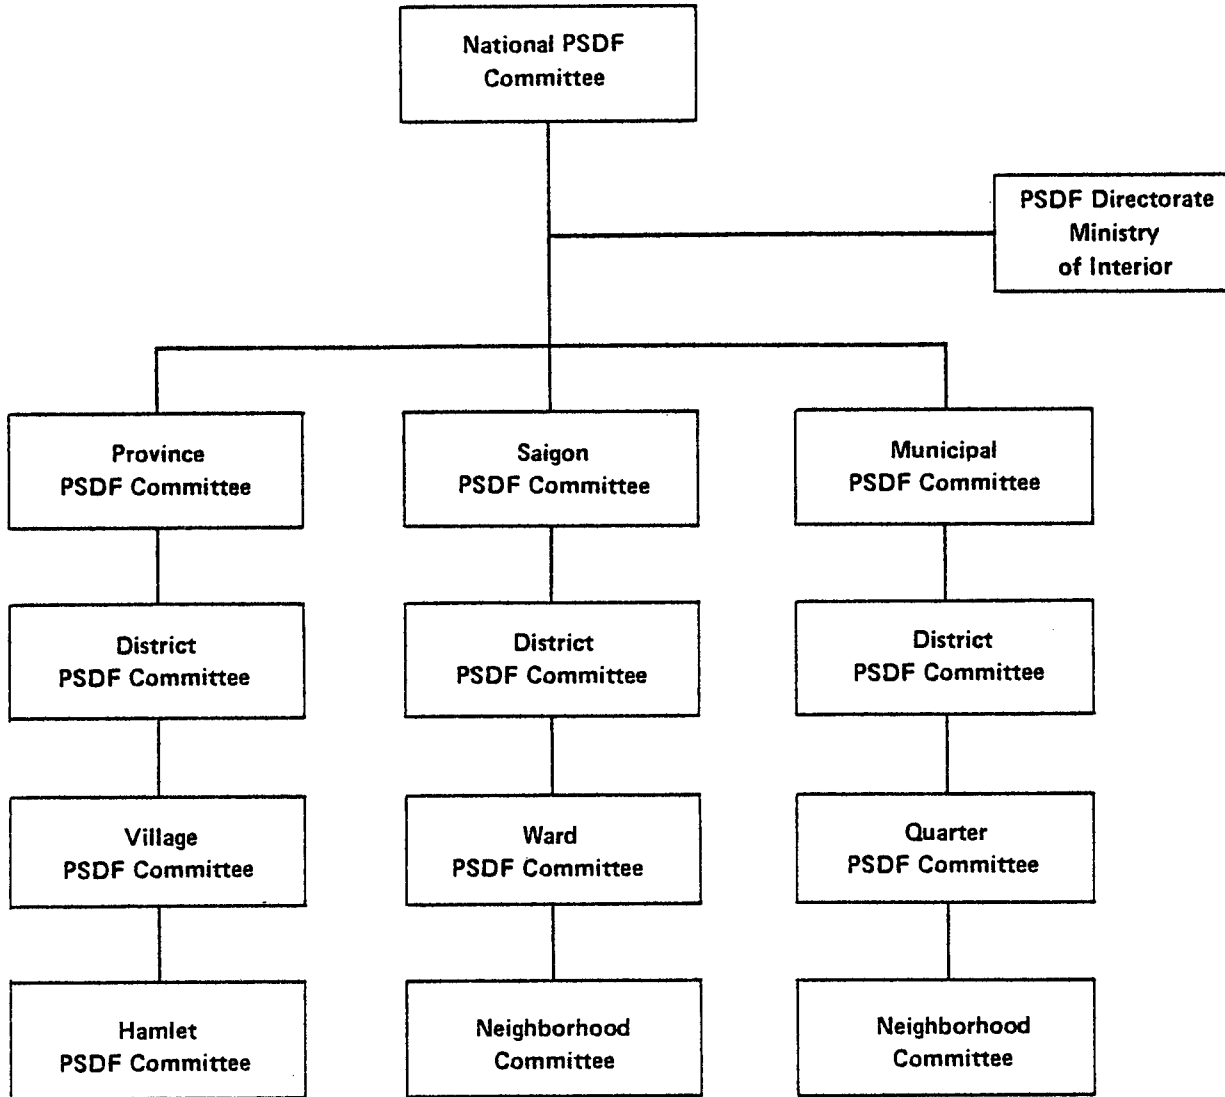 National PSDF
Committee
PSDF Directorate
Ministry
of Interior
Province
PSDF Committee
Saigon
PSDF Committee
Municipal
PSDF Committee
District
PSDF Committee
District
PSDF Committee
District
PSDF Committee
Village
PSDF Committee
Ward
PSDF Committee
Quarter
PSDF Committee
Hamlet
PSDF Committee
Neighborhood
Committee
Neighborhood
Committee